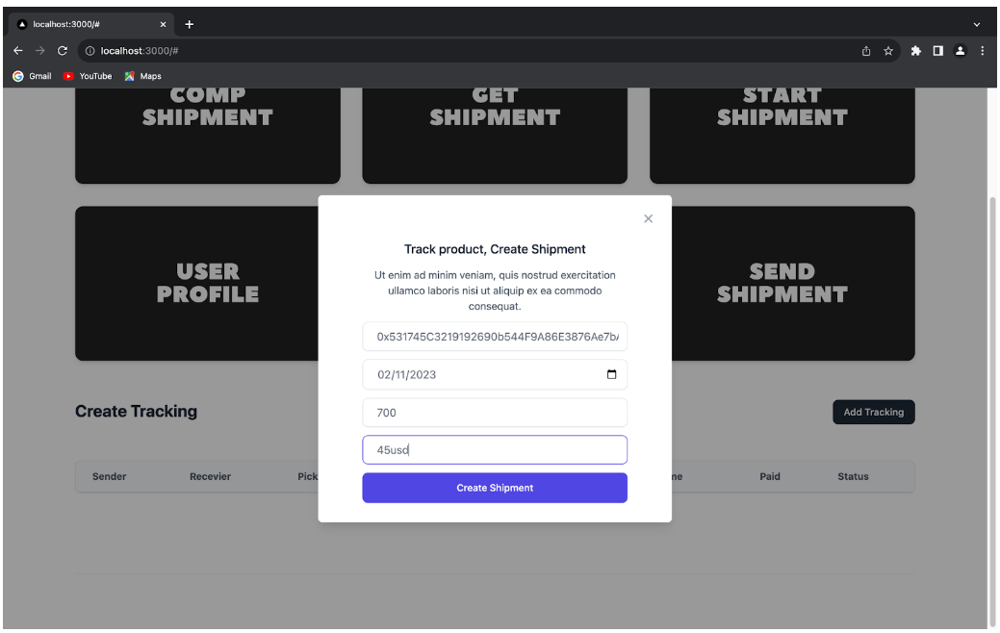 localhost:3000/#
localhost:3000/#
Gmail YouTube Maps
COMP
SHIPMENT
GET
SHIPMENT
START
SHIPMENT
USER
PROFILE
SEND
SHIPMENT
Track product, Create Shipment
Ut enim ad minim veniam, quis nostrud exercitation
ullamco laboris nisi ut aliquip ex ea commodo
consequat.
0x531745C3219192690b544F9A86E3876Ae7b
02/11/2023
700
45usd
Create Shipment
Create Tracking
Add Tracking
Sender Recevier Pick me Paid Status